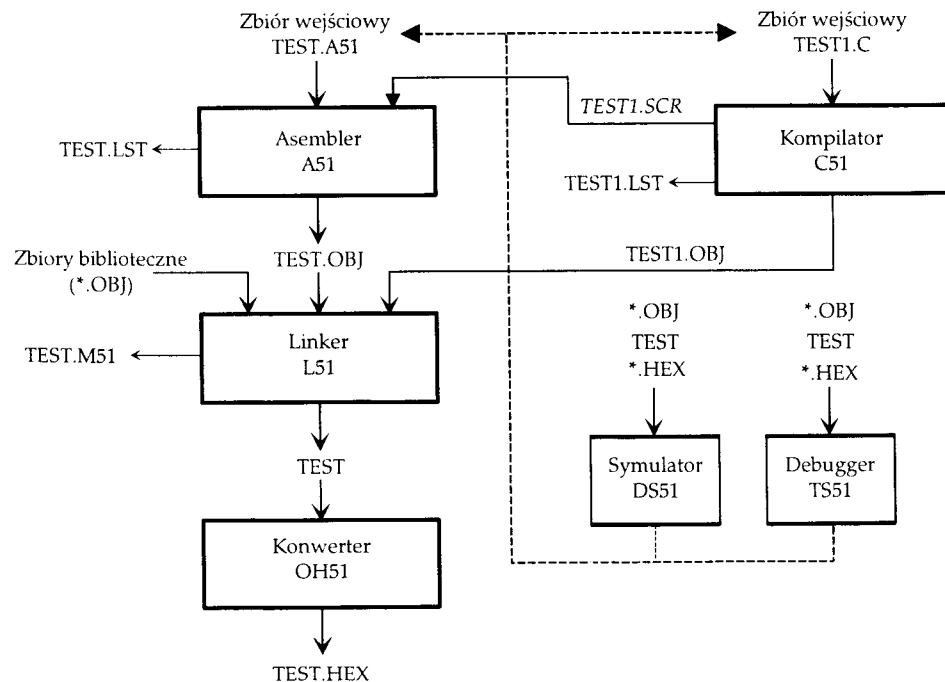 Zbiór wejściowy
TEST.A51
Zbiór wejściowy
TEST1.C
TEST1.SCR
Asembler
A51
TEST.LST
Kompilator
C51
TEST1.LST
Zbiory biblioteczne
(*.OBJ)
TEST.OBJ
TEST1.OBJ
Linker
L51
TEST.M51
*.OBJ
TEST
*.HEX
*.OBJ
TEST
*.HEX
TEST
Symulator
DS51
Debugger
TS51
Konwerter
OH51
TEST.HEX